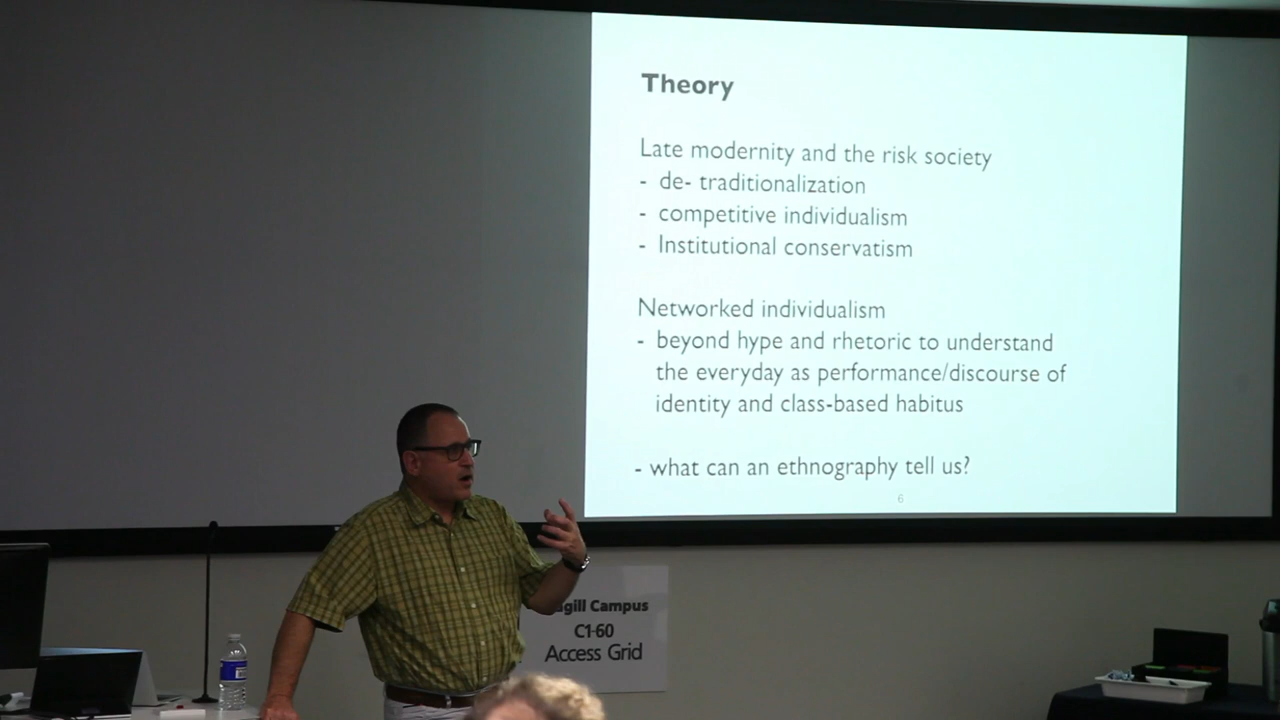 Theory
Late modernity and the risk society
- de- traditionalization
- competitive individualism
- Institutional conservatism
Networked individualism
- beyond hype and rhetoric to understand
the everyday as performance/discourse of
identity and class-based habitus
- what can an ethnography tell us?
6
Campus
C1-60
Access Grid